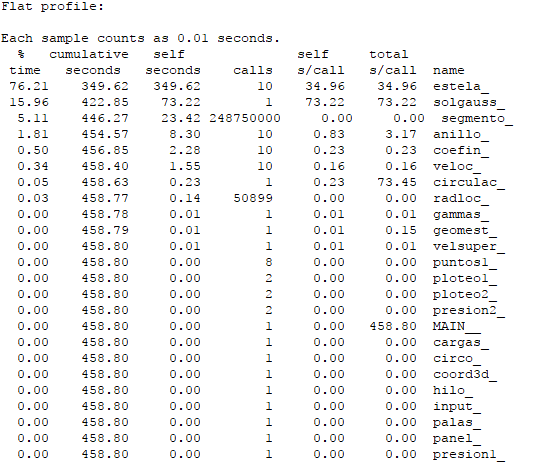 Flat profile:

Each sample counts as 0.01 seconds.
  %   cumulative   self              self     total
 time   seconds   seconds    calls   s/call   s/call  name
76.21    349.62   349.62       10    34.96    34.96  estela_
15.96    422.85    73.22        1    73.22    73.22  solgauss_
 5.11    446.27    23.42 248750000     0.00     0.00  segmento_
 1.81    454.57     8.30       10     0.83     3.17  anillo_
 0.50    456.85     2.28       10     0.23     0.23  coefin_
 0.34    458.40     1.55       10     0.16     0.16  veloc_
 0.05    458.63     0.23        1     0.23    73.45  circulac_
 0.03    458.77     0.14    50899     0.00     0.00  radloc_
 0.00    458.78     0.01        1     0.01     0.01  gammas_
 0.00    458.79     0.01        1     0.01     0.15  geomest_
 0.00    458.80     0.01        1     0.01     0.01  velsuper_
 0.00    458.80     0.00        8     0.00     0.00  puntos1_
 0.00    458.80     0.00        2     0.00     0.00  ploteo1_
 0.00    458.80     0.00        2     0.00     0.00  ploteo2_
 0.00    458.80     0.00        2     0.00     0.00  presion2_
 0.00    458.80     0.00        1     0.00   458.80  MAIN__
 0.00    458.80     0.00        1     0.00     0.00  cargas_
 0.00    458.80     0.00        1     0.00     0.00  circo_
 0.00    458.80     0.00        1     0.00     0.00  coord3d_
 0.00    458.80     0.00        1     0.00     0.00  hilo_
 0.00    458.80     0.00        1     0.00     0.00  input_
 0.00    458.80     0.00        1     0.00     0.00  palas_
 0.00    458.80     0.00        1     0.00     0.00  panel_
 0.00    458.80     0.00        1     0.00     0.00  presion1_